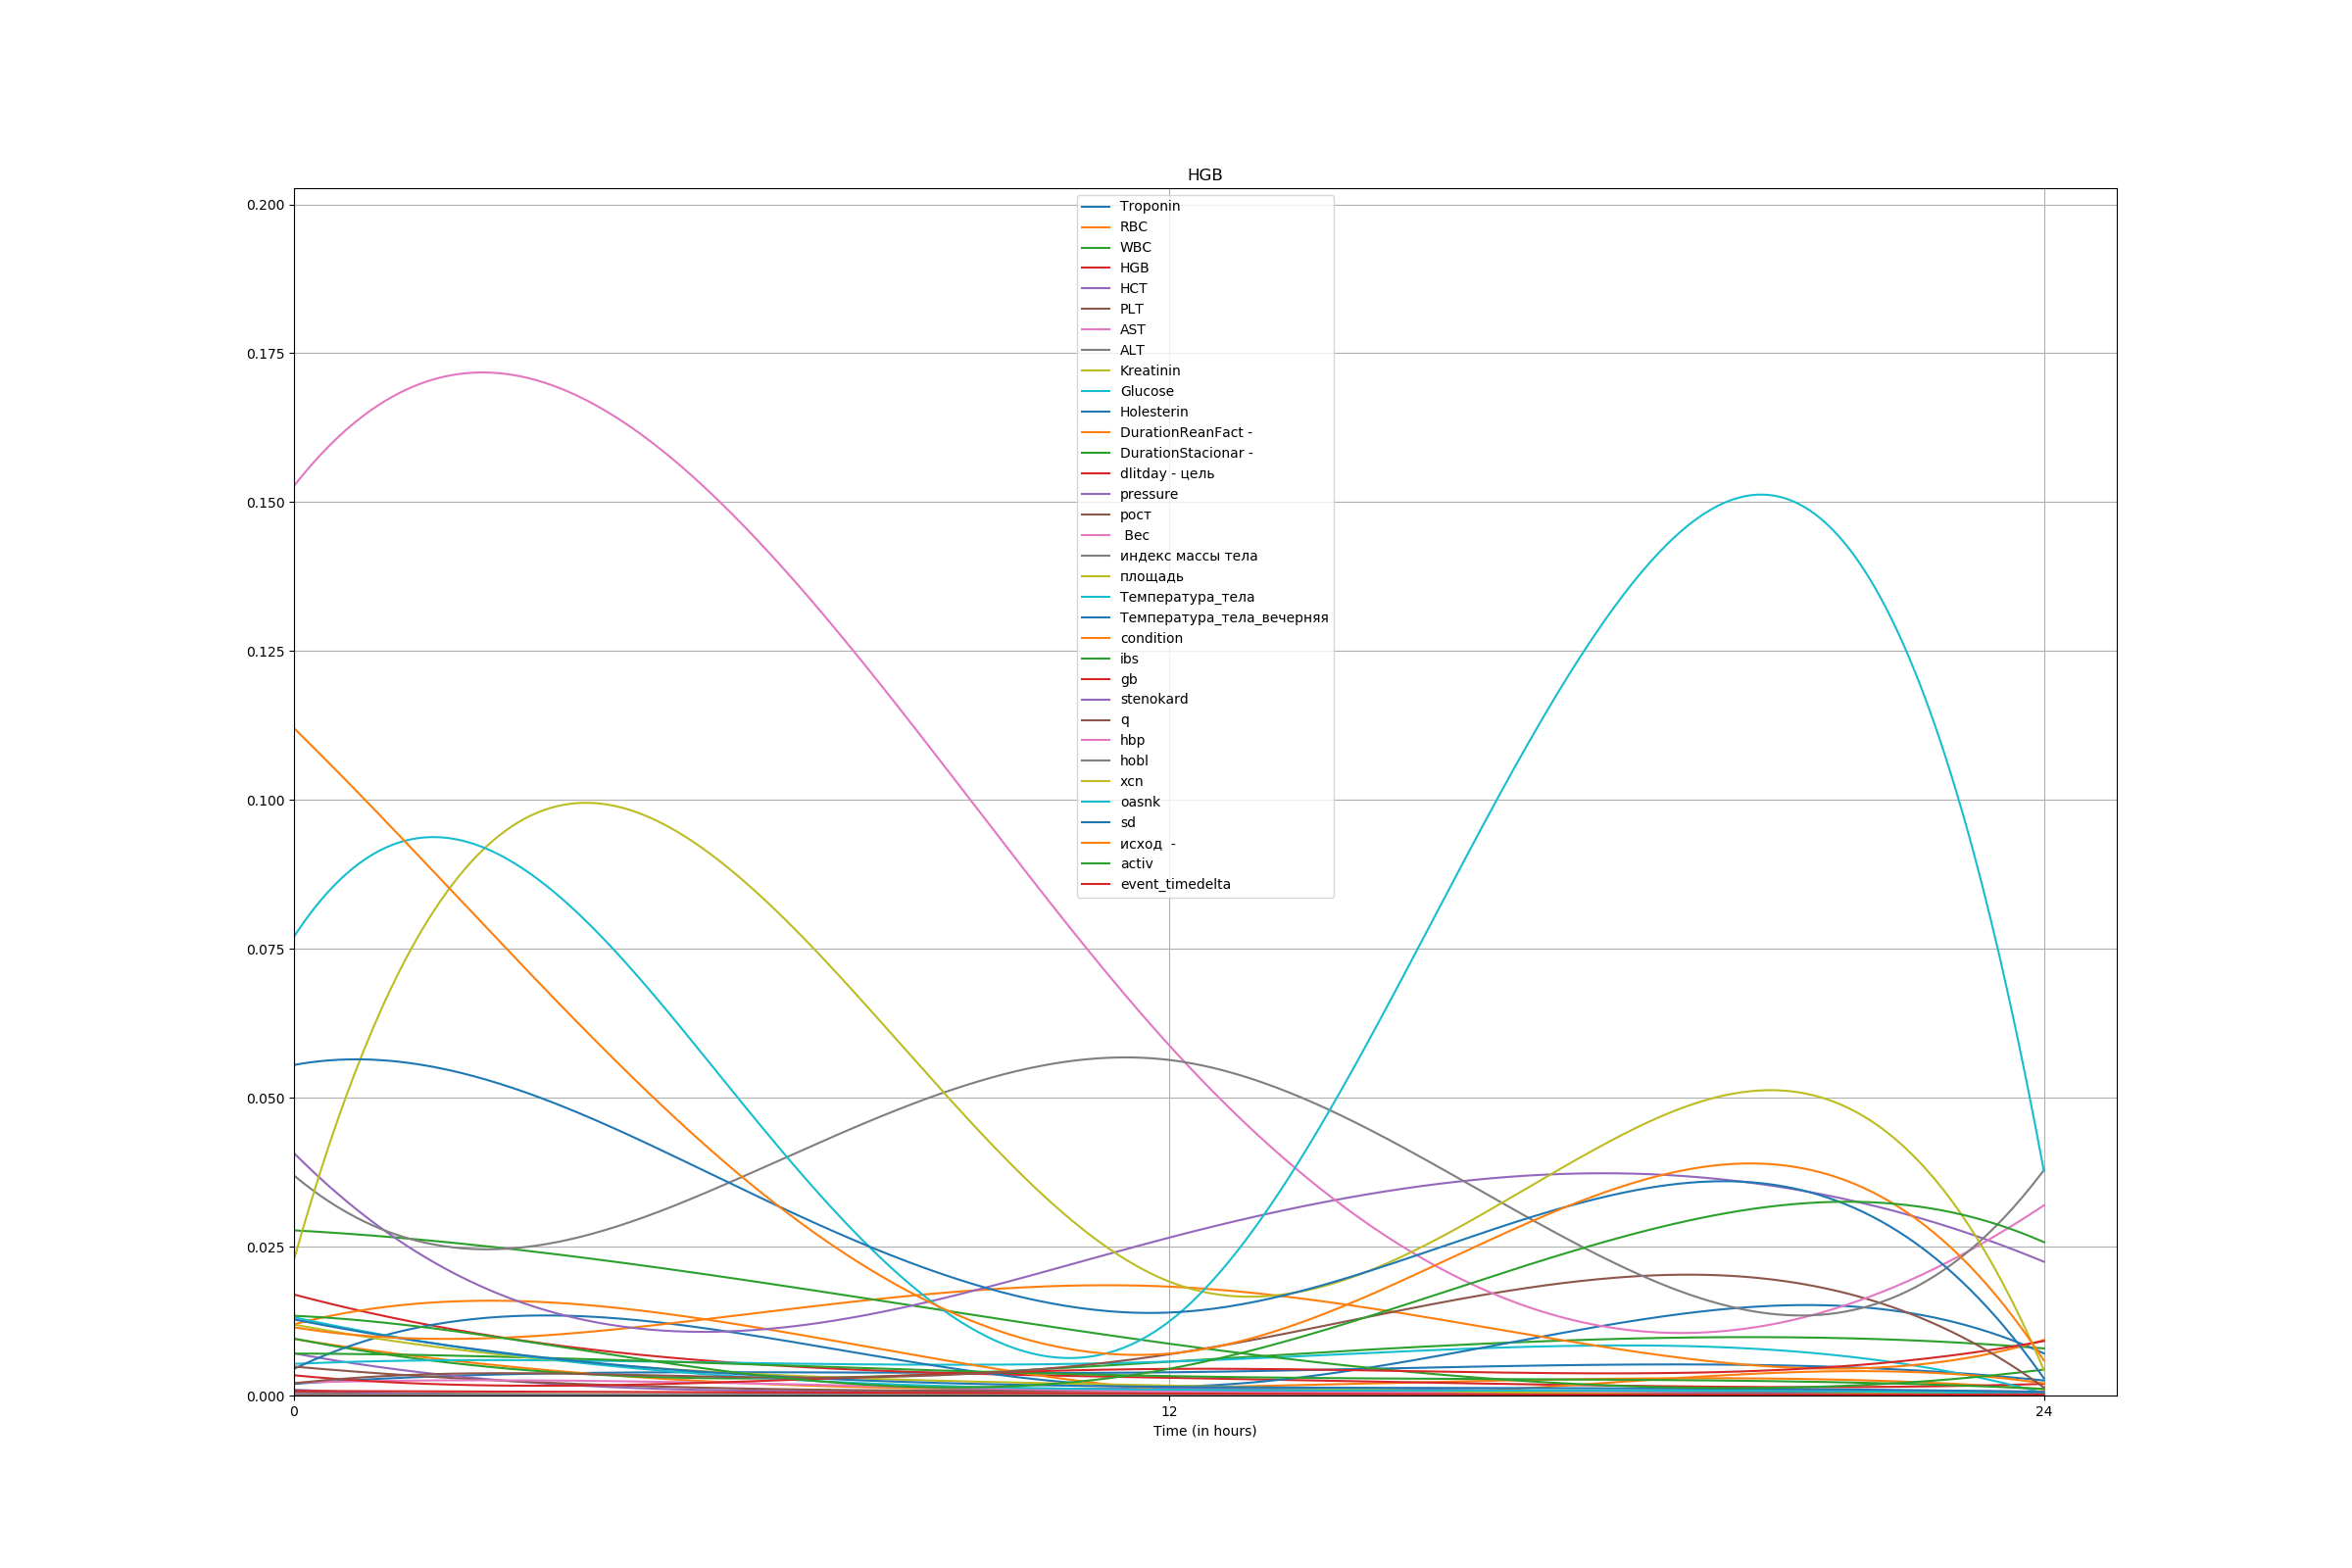 HGB
0.200
0.175
0.150
0.125
0.100
0.075
0.050
0.025
0.000
Troponin
RBC
WBC
HGB
HCT
PLT
AST
ALT
Kreatinin
Glucose
Holesterin
DurationReanFact -
DurationStacionar -
dlitday - цель
pressure
рост
Вес
индекс массы тела
площадь
Температура_тела
Температура_тела_вечерняя
condition
ibs
gb
stenokard
q
hbp
hobl
xcn
oasnk
sd
исход  -
activ
event_timedelta
0 12 24
Time (in hours)